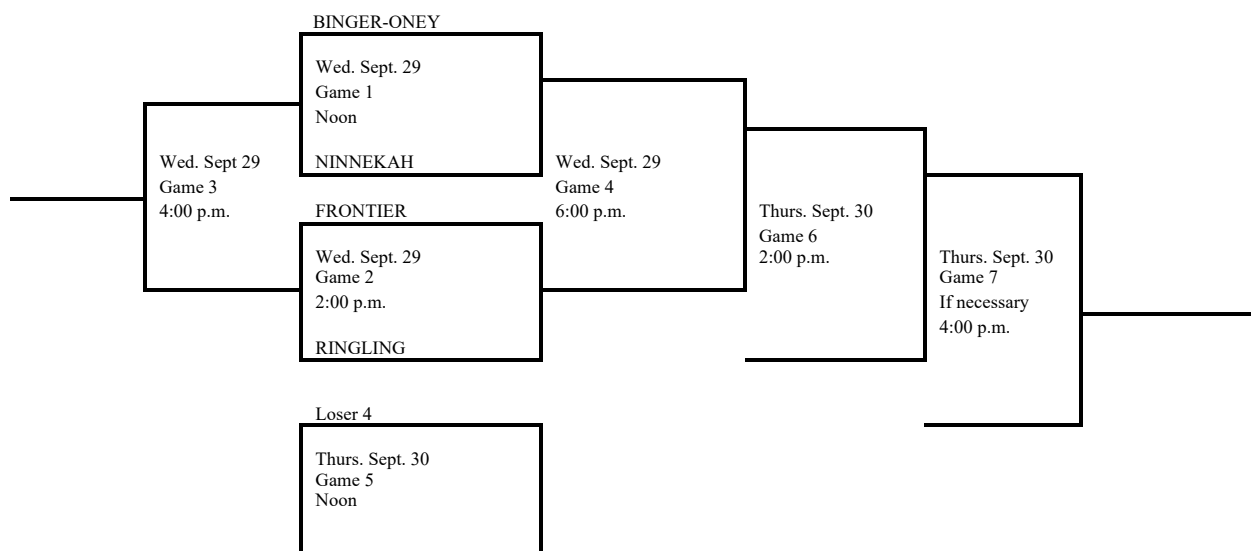 BINGER-ONEY
Wed. Sept. 29
Game 1
Noon
NINNEKAH
Wed. Sept 29
Game 3
4:00 p.m.
Wed. Sept. 29
Game 4
6:00 p.m.
FRONTIER
Wed. Sept. 29
Game 2
2:00 p.m.
RINGLING
Thurs. Sept. 30
Game 6
2:00 p.m.
Thurs. Sept. 30
Game 7
If necessary
4:00 p.m.
Loser 4
Thurs. Sept. 30
Game 5
Noon